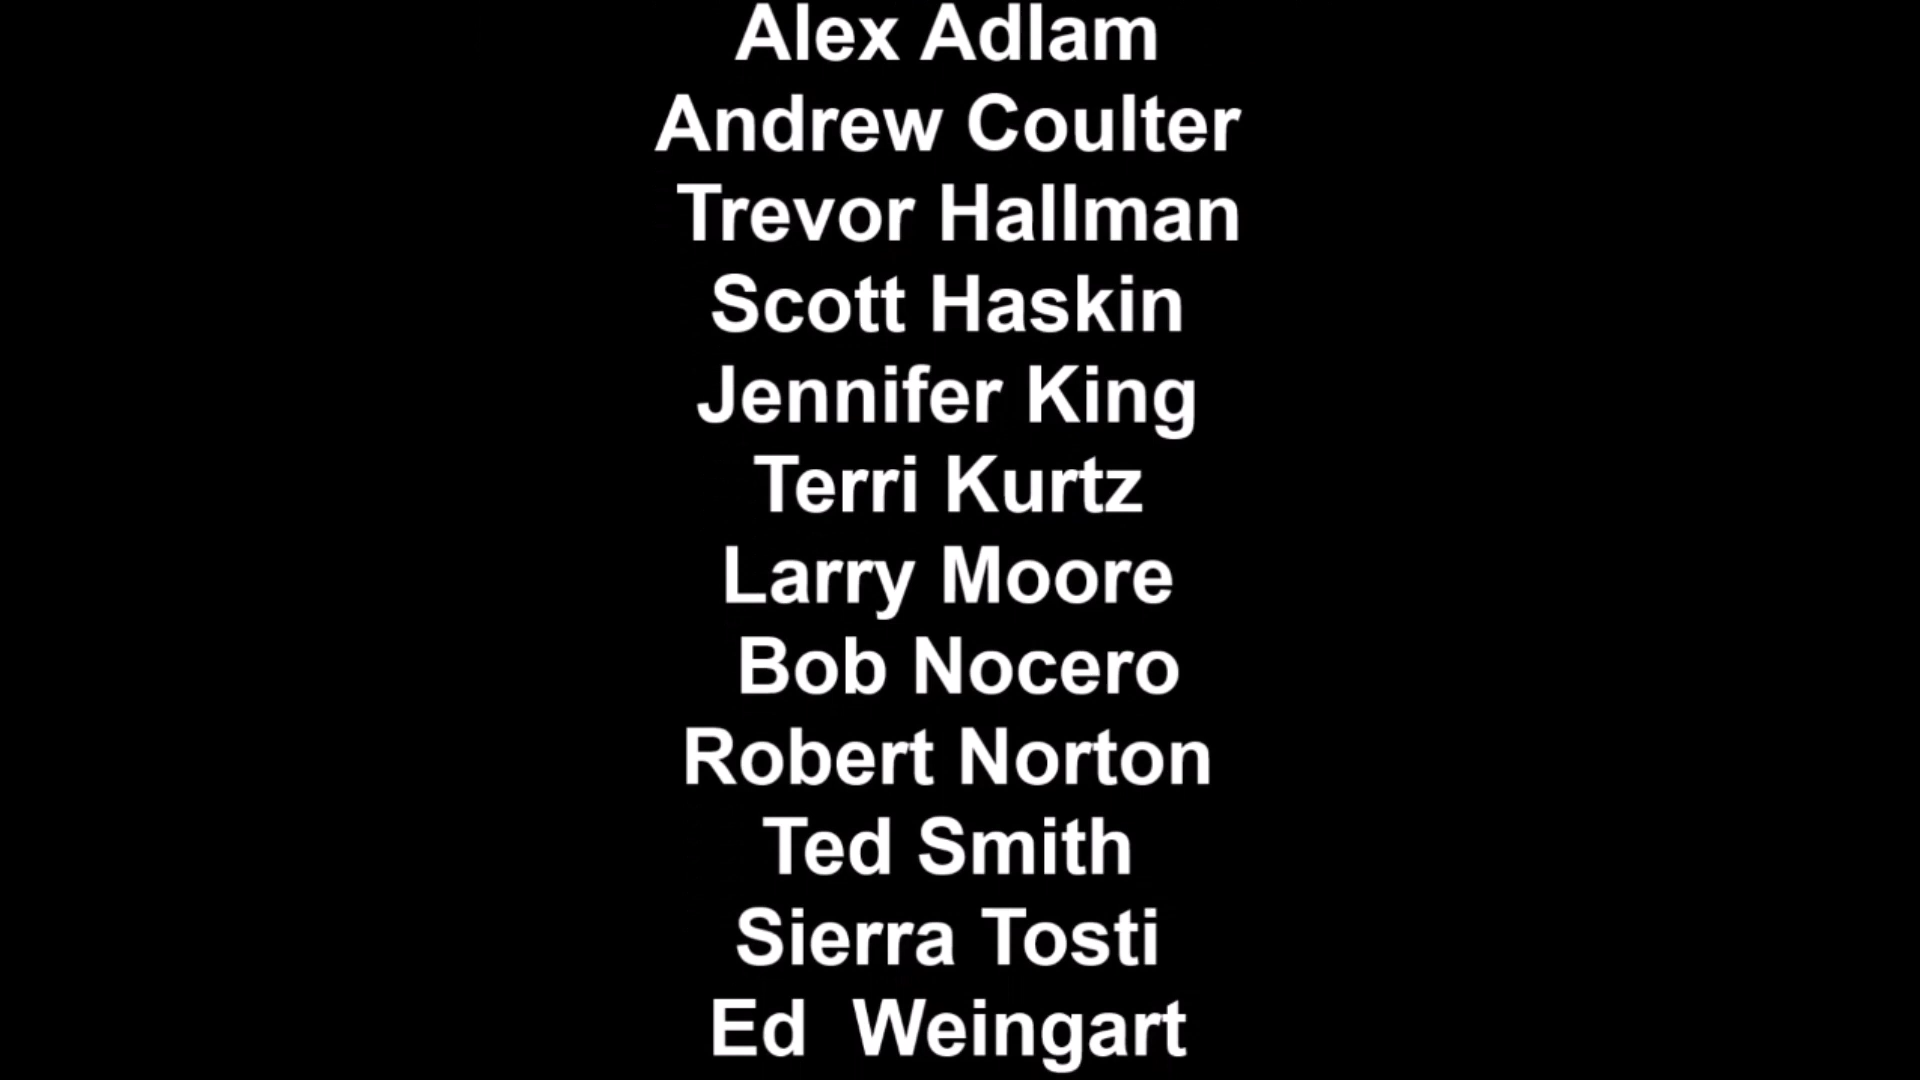 Alex Adlam
Andrew Coulter
Trevor Hallman
Scott Haskin
Jennifer King
Terri Kurtz
Larry Moore
Bob Nocero
Robert Norton
Ted Smith
Sierra Tosti
Ed  Weingart